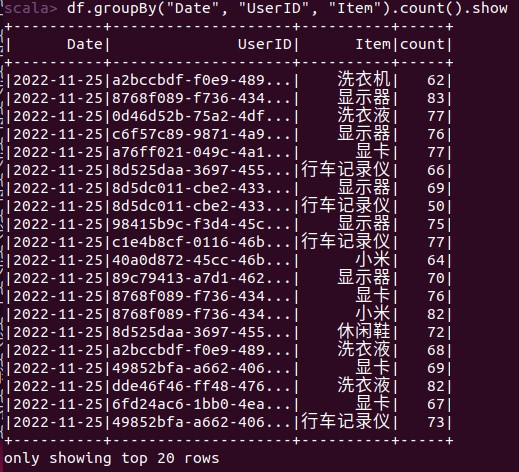 scala> df.groupBy("Date", "UserID", "Item").count().show
+----------+--------------------+----------+-----+
|      Date|              UserID|      Item|count|
+----------+--------------------+----------+-----+
|2022-11-25|a2bccbdf-f0e9-489...|    洗衣机|   62|
|2022-11-25|8768f089-f736-434...|    显示器|   83|
|2022-11-25|0d46d52b-75a2-4df...|    洗衣液|   77|
|2022-11-25|c6f57c89-9871-4a9...|    显示器|   76|
|2022-11-25|a76ff021-049c-4a1...|      显卡|   77|
|2022-11-25|8d525daa-3697-455...|行车记录仪|   66|
|2022-11-25|8d5dc011-cbe2-433...|    显示器|   69|
|2022-11-25|8d5dc011-cbe2-433...|行车记录仪|   50|
|2022-11-25|98415b9c-f3d4-45c...|    显示器|   75|
|2022-11-25|c1e4b8cf-0116-46b...|行车记录仪|   77|
|2022-11-25|40a0d872-45cc-46b...|      小米|   64|
|2022-11-25|89c79413-a7d1-462...|    显示器|   70|
|2022-11-25|8768f089-f736-434...|      显卡|   76|
|2022-11-25|8768f089-f736-434...|      小米|   82|
|2022-11-25|8d525daa-3697-455...|    休闲鞋|   72|
|2022-11-25|a2bccbdf-f0e9-489...|    洗衣液|   68|
|2022-11-25|49852bfa-a662-406...|      显卡|   69|
|2022-11-25|dde46f46-ff48-476...|    洗衣液|   82|
|2022-11-25|6fd24ac6-1bb0-4ea...|      显卡|   67|
|2022-11-25|49852bfa-a662-406...|行车记录仪|   73|
+----------+--------------------+----------+-----+
only showing top 20 rows